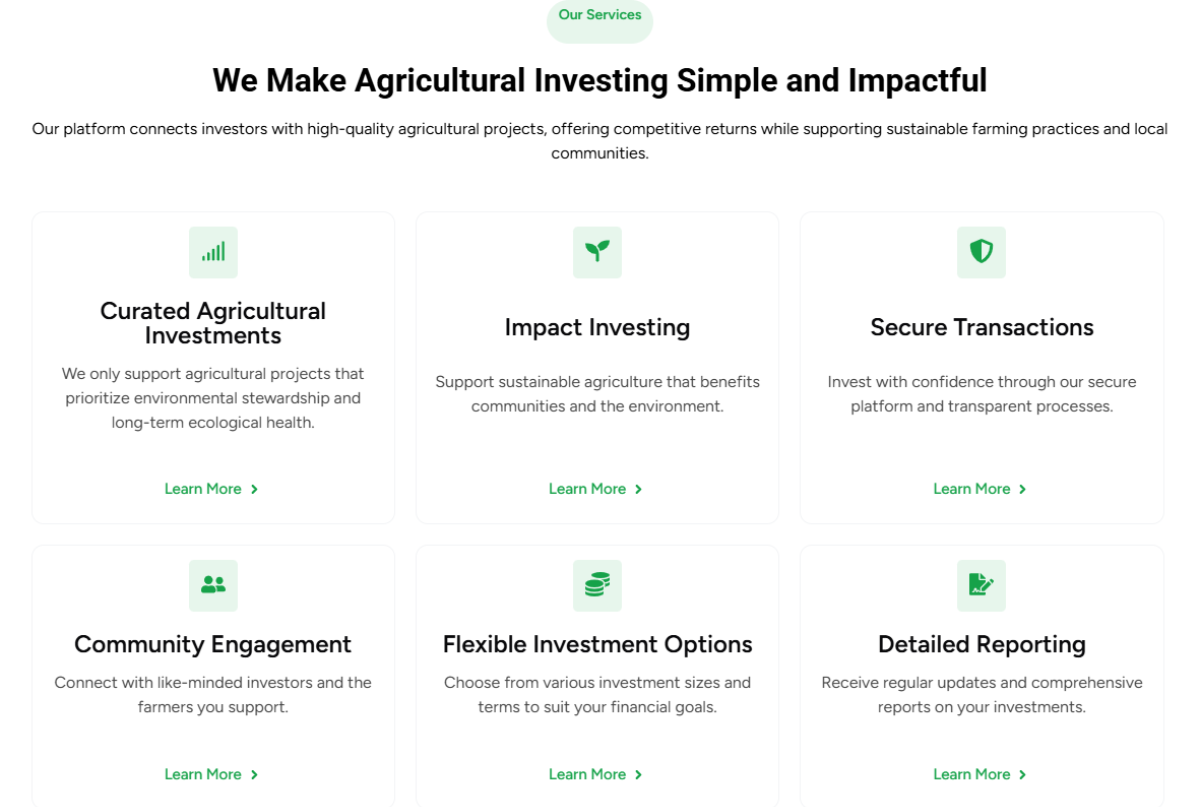 Our Services
We Make Agricultural Investing Simple and Impactful
Our platform connects investors with high-quality agricultural projects, offering competitive returns while supporting sustainable farming practices and local
communities.
Curated Agricultural
Investments
We only support agricultural projects that
prioritize environmental stewardship and
long-term ecological health.
Learn More
Impact Investing
Support sustainable agriculture that benefits
communities and the environment.
Learn More
Secure Transactions
Invest with confidence through our secure
platform and transparent processes.
Learn More
Community Engagement
Connect with like-minded investors and the
farmers you support.
Learn More
Flexible Investment Options
Choose from various investment sizes and
terms to suit your financial goals.
Learn More
Detailed Reporting
Receive regular updates and comprehensive
reports on your investments.
Learn More